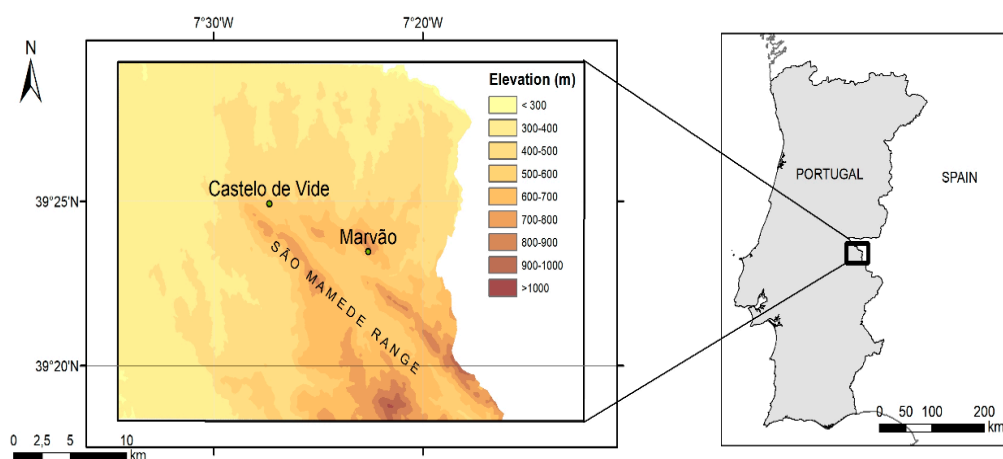 7°30'W
7°20'W
N
Elevation (m)
< 300
300-400
400-500
500-600
600-700
700-800
800-900
900-1000
>1000
39°25'N
39°20'N
Castelo de Vide
Marvão
SÃO MAMEDE RANGE
0 2,5 5 10
km
PORTUGAL
SPAIN
0 50 100 200
km